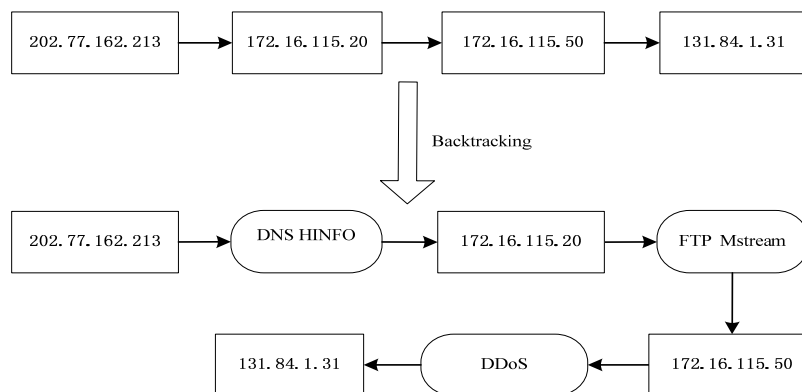 202.77.162.213
172.16.115.20
172.16.115.50
131.84.1.31
Backtracking
202.77.162.213
DNS HINFO
172.16.115.20
FTP Mstream
131.84.1.31
DDoS
172.16.115.50